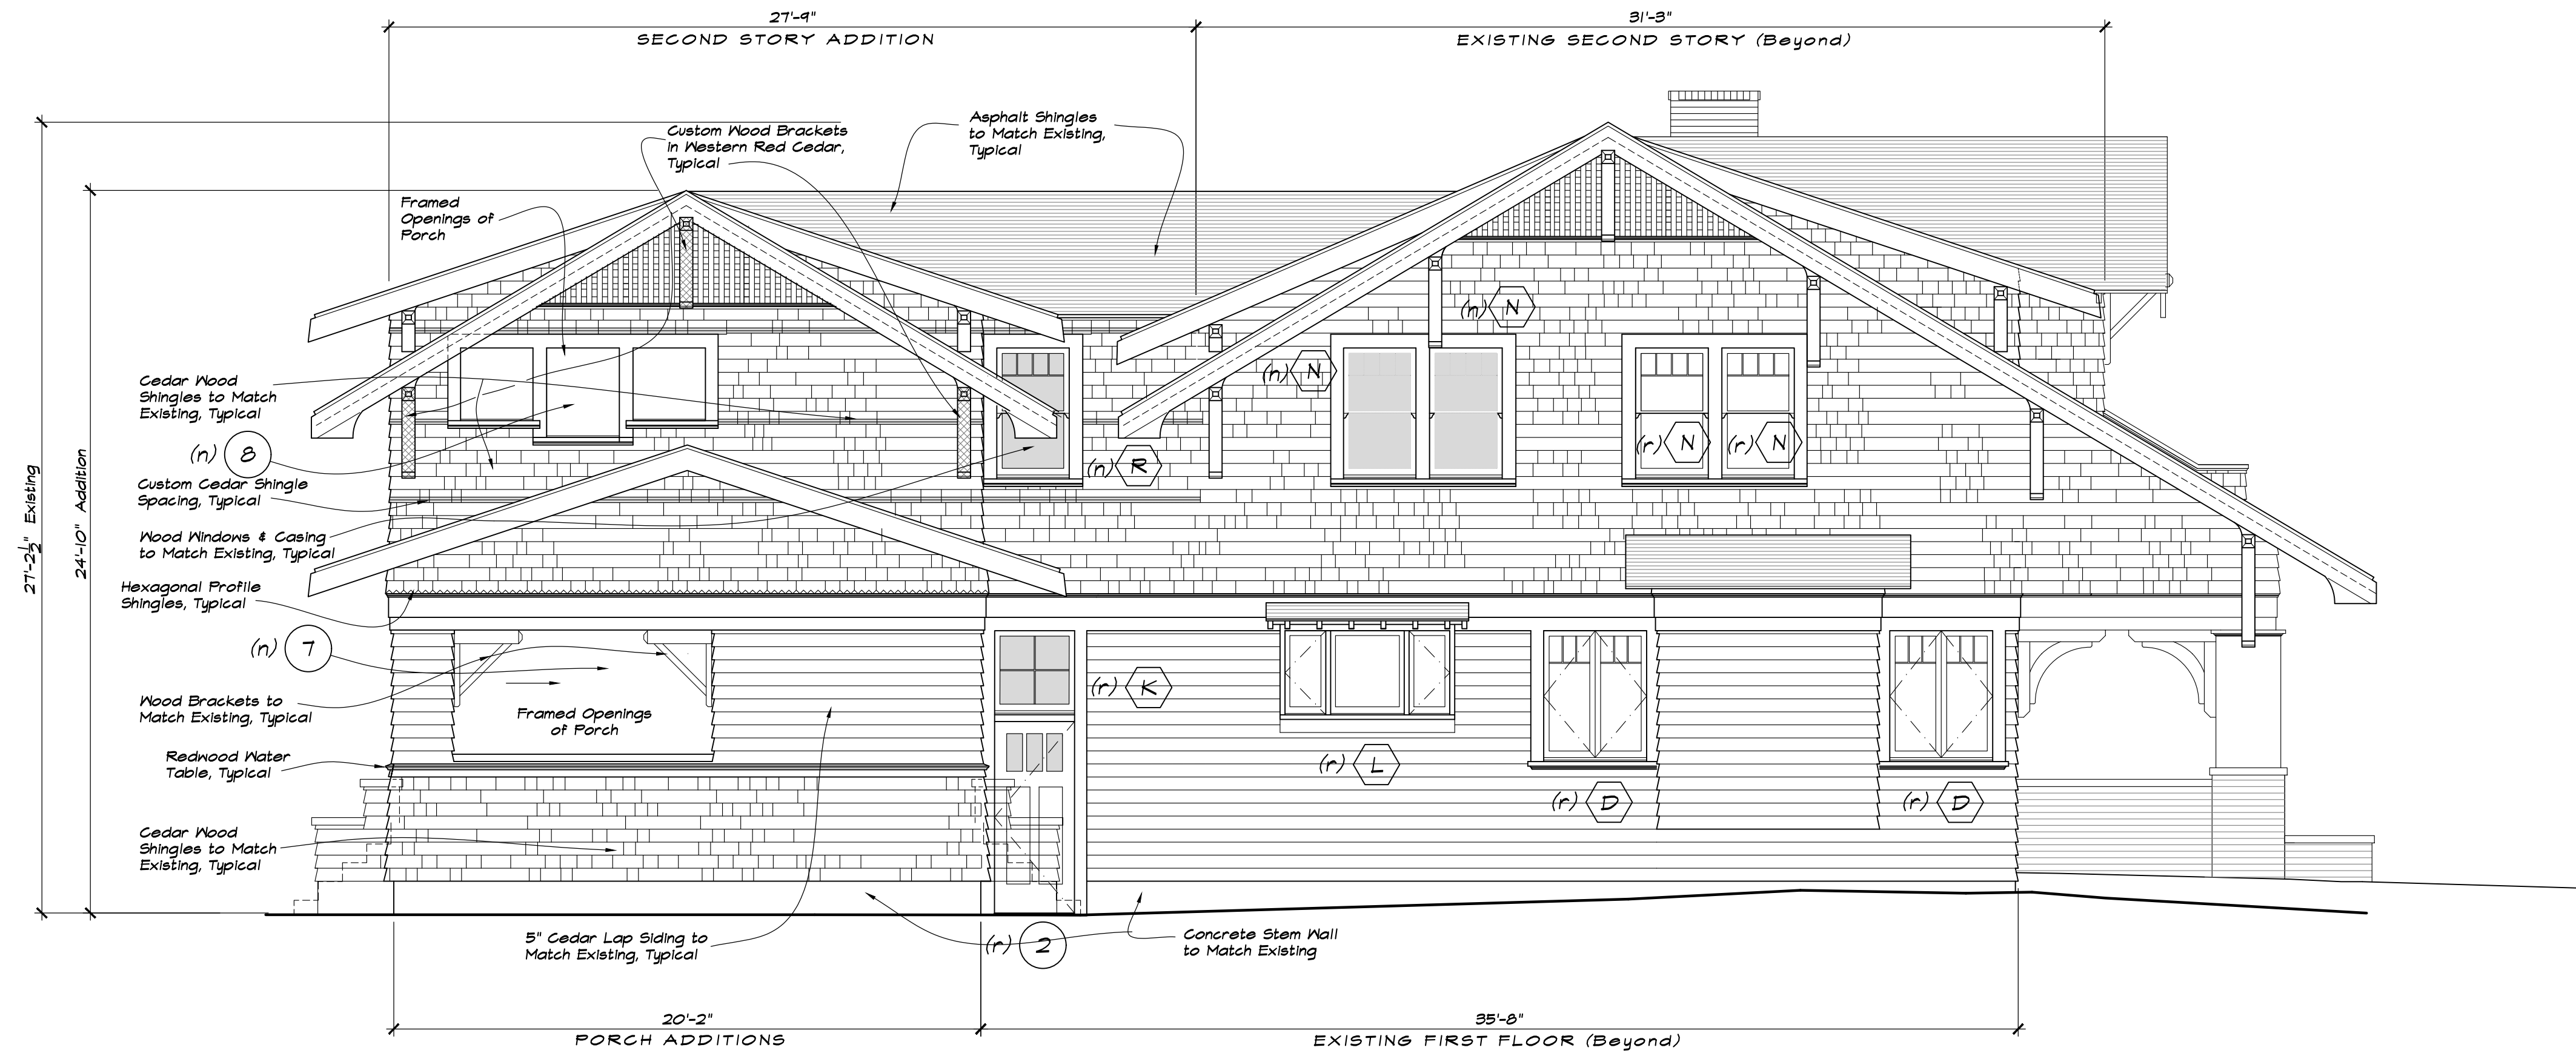 27'-9"
SECOND STORY ADDITION
31'-3"
EXISTING SECOND STORY (Beyond)
Custom Wood Brackets
in Western Red Cedar,
Typical
Asphalt Shingles
to Match Existing,
Typical
Framed
Openings of
Porch
(n) N
(n) N
Cedar Wood
Shingles to Match
Existing, Typical
(n) 8
(n) R
(r) N
(r) N
Custom Cedar Shingle
Spacing, Typical
27'-2 1/2" Existing
24'-10" Addition
Wood Windows & Casing
to Match Existing, Typical
Hexagonal Profile
Shingles, Typical
(n) 7
(r) K
Wood Brackets to
Match Existing, Typical
Framed Openings
of Porch
Redwood Water
Table, Typical
(r) L
(r) D
(r) D
Cedar Wood
Shingles to Match
Existing, Typical
5" Cedar Lap Siding to
Match Existing, Typical
(r) 2
Concrete Stem Wall
to Match Existing
20'-2"
PORCH ADDITIONS
35'-8"
EXISTING FIRST FLOOR (Beyond)